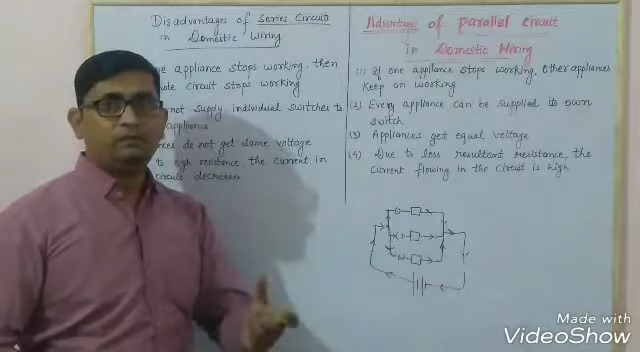 Disadvantages of Series Circuit
in Domestic Wiring
appliance stops working, then
circuit stops working
not supply individual switches to
appliances
do not get same voltage
to high resistance the current in
circuit decreases
Advantages of parallel circuit
in Domestic Wiring
(1) If one appliance stops working, other appliances
keep on working
(2) Every appliance can be supplied its own
switch
(3) Appliances get equal voltage
(4) Due to less resultant resistance, the
current flowing in the circuit is high
Made with
VideoShow